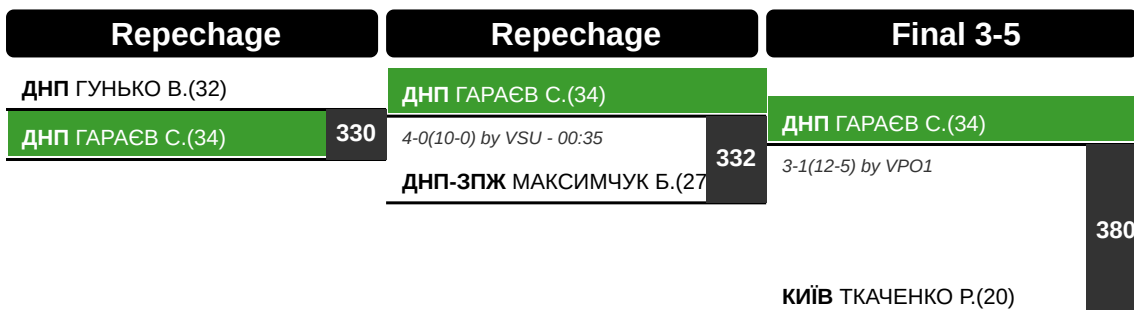 Repechage
Repechage
Final 3-5
ДНП ГУНЬКО В.(32)
ДНП ГАРАЄВ С.(34)
330
ДНП ГАРАЄВ С.(34)
4-0(10-0) by VSU - 00:35
332
ДНП-ЗПЖ МАКСИМЧУК Б.(27
ДНП ГАРАЄВ С.(34)
3-1(12-5) by VPO1
380
КИЇВ ТКАЧЕНКО Р.(20)